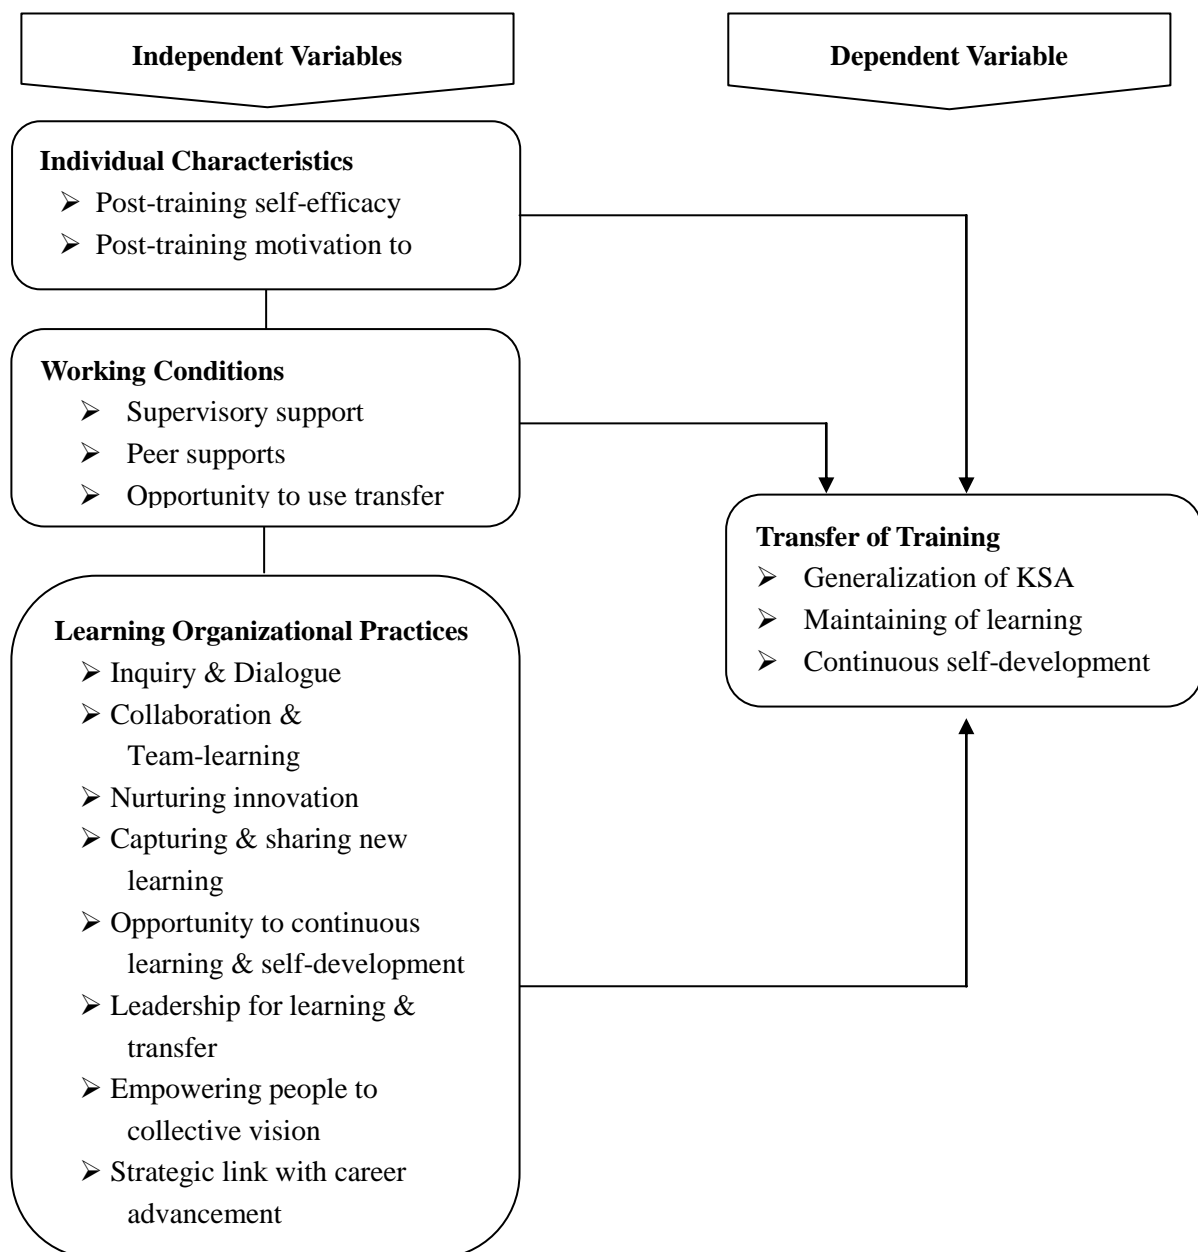 Independent Variables
Dependent Variable
Individual Characteristics
➢ Post-training self-efficacy
➢ Post-training motivation to
Working Conditions
➢ Supervisory support
➢ Peer supports
➢ Opportunity to use transfer
Transfer of Training
➢ Generalization of KSA
➢ Maintaining of learning
➢ Continuous self-development
Learning Organizational Practices
➢ Inquiry & Dialogue
➢ Collaboration &
Team-learning
➢ Nurturing innovation
➢ Capturing & sharing new
learning
➢ Opportunity to continuous
learning & self-development
➢ Leadership for learning &
transfer
➢ Empowering people to
collective vision
➢ Strategic link with career
advancement